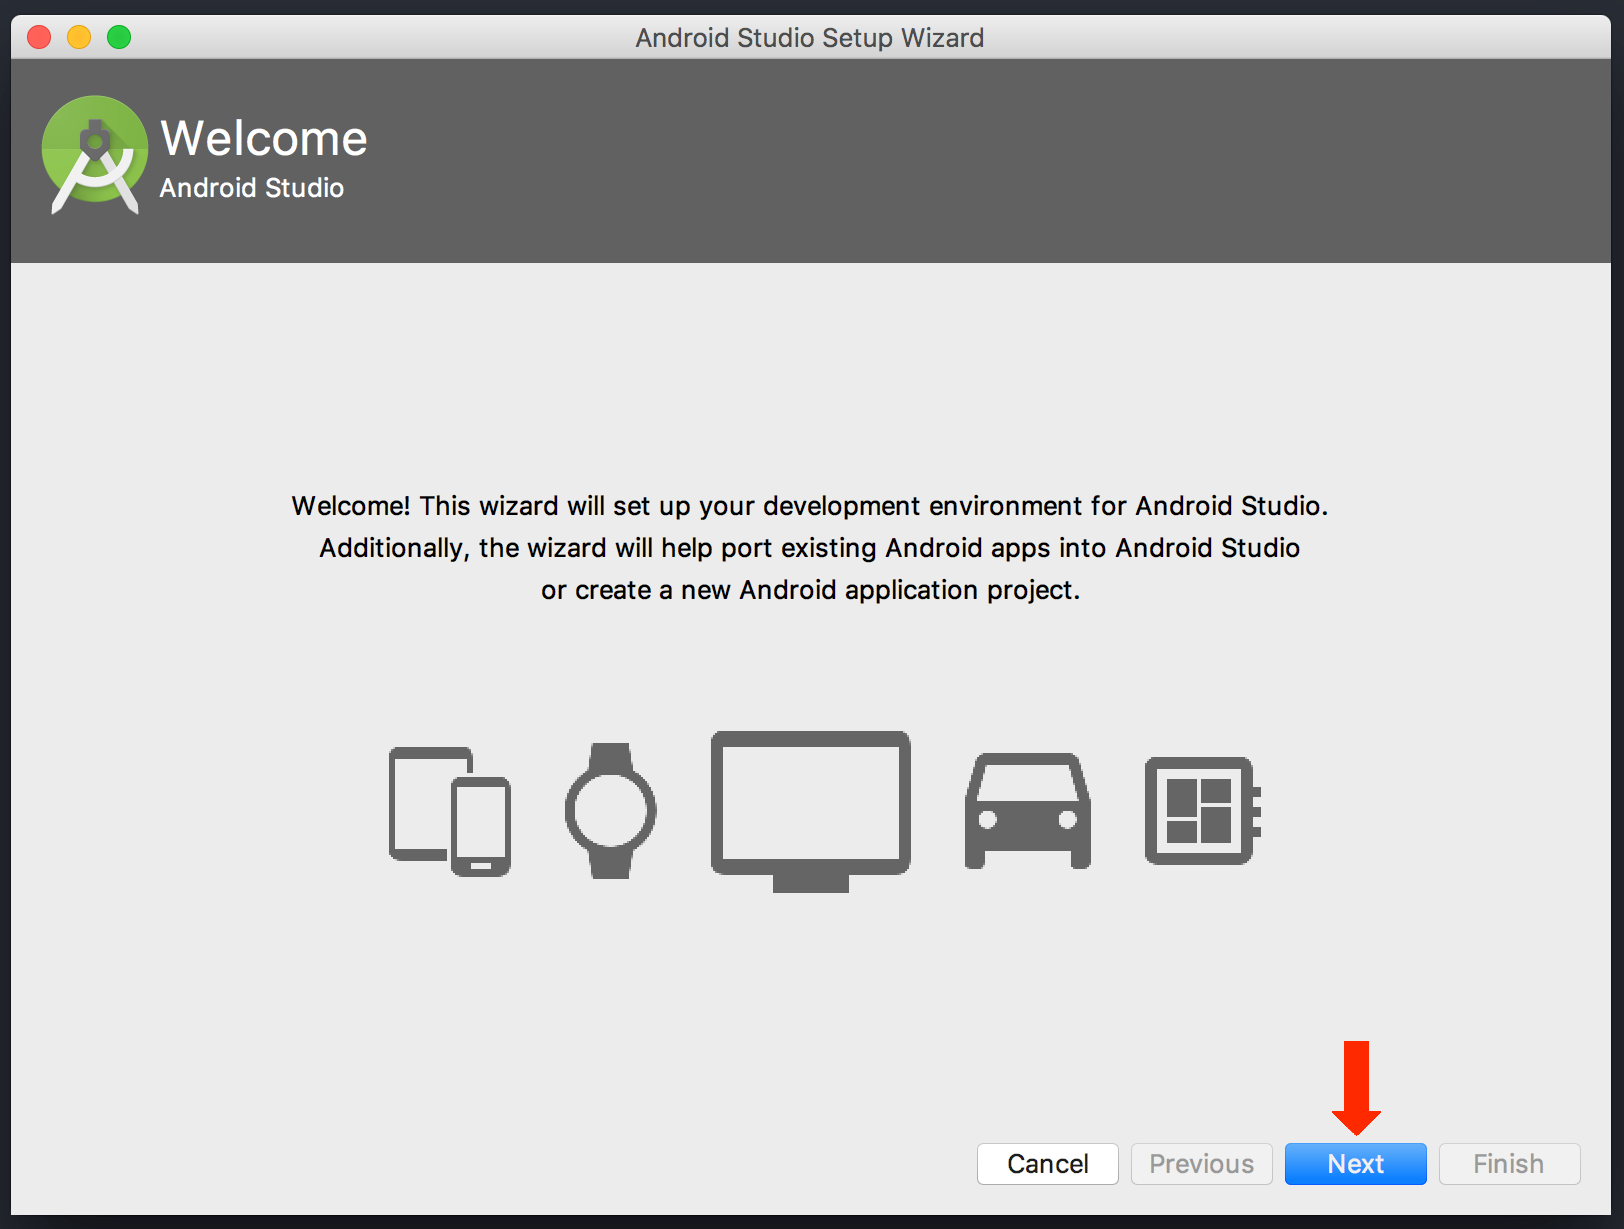 Android Studio Setup Wizard
Welcome
Android Studio
Welcome! This wizard will set up your development environment for Android Studio.
Additionally, the wizard will help port existing Android apps into Android Studio
or create a new Android application project.
Cancel Previous Next Finish